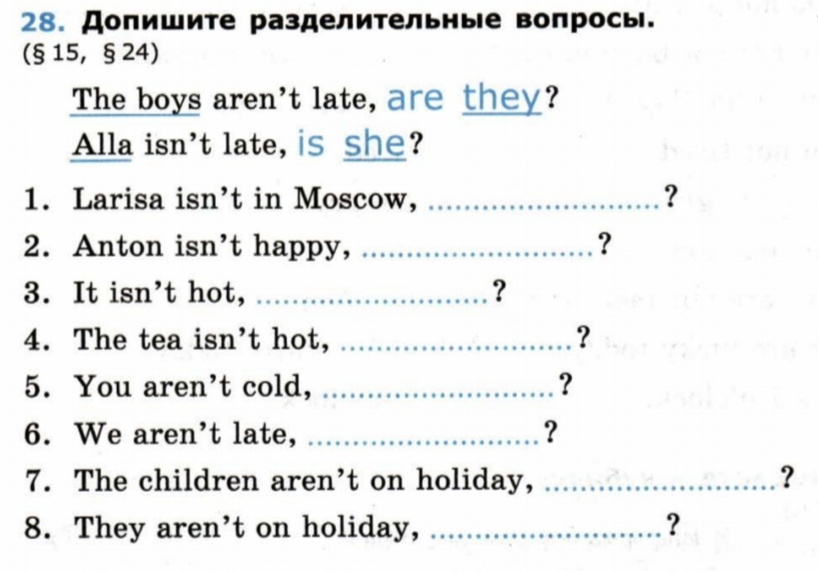 28. Допишите разделительные вопросы.
(§ 15, § 24)
The boys aren't late, are they?
Alla isn't late, is she?
1. Larisa isn't in Moscow, ........................?
2. Anton isn't happy, ........................?
3. It isn't hot, ........................?
4. The tea isn't hot, ........................?
5. You aren't cold, ........................?
6. We aren't late, ........................?
7. The children aren't on holiday, ........................?
8. They aren't on holiday, ........................?